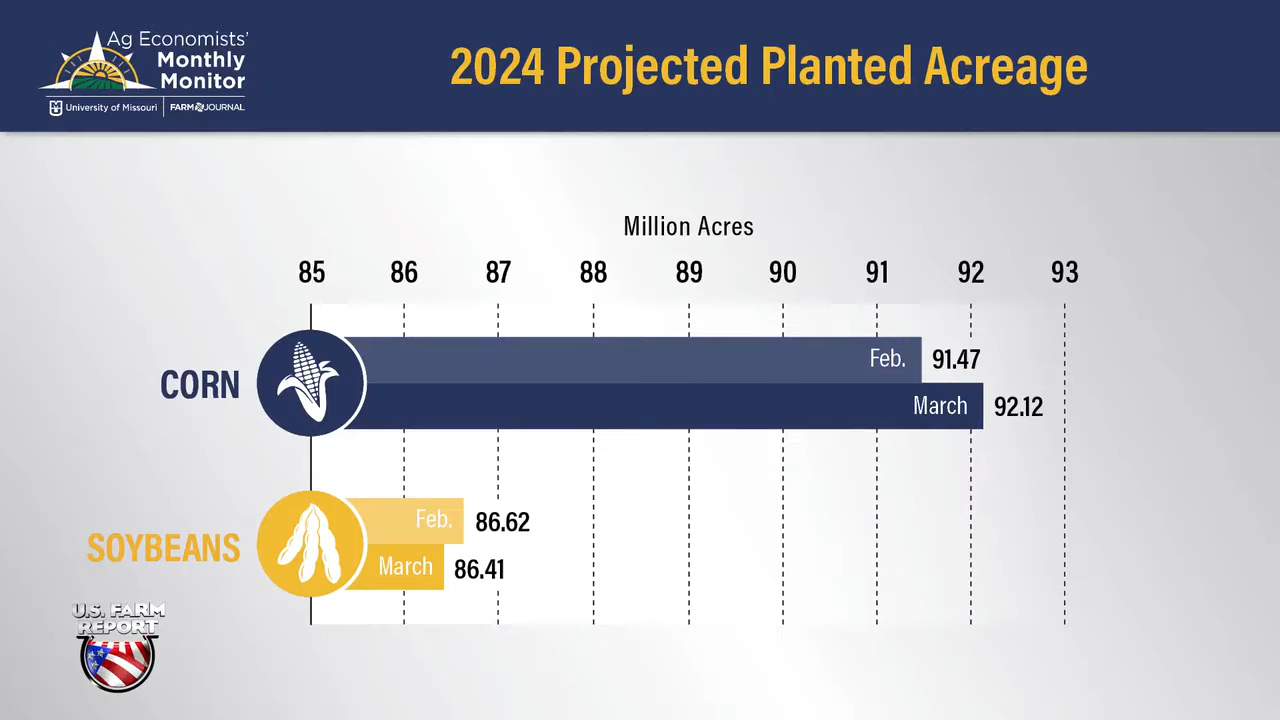 Ag Economists’
Monthly
Monitor
University of Missouri | FARM JOURNAL
2024 Projected Planted Acreage
Million Acres
85 86 87 88 89 90 91 92 93
CORN
Feb. 91.47
March 92.12
SOYBEANS
Feb. 86.62
March 86.41
U.S. FARM
REPORT